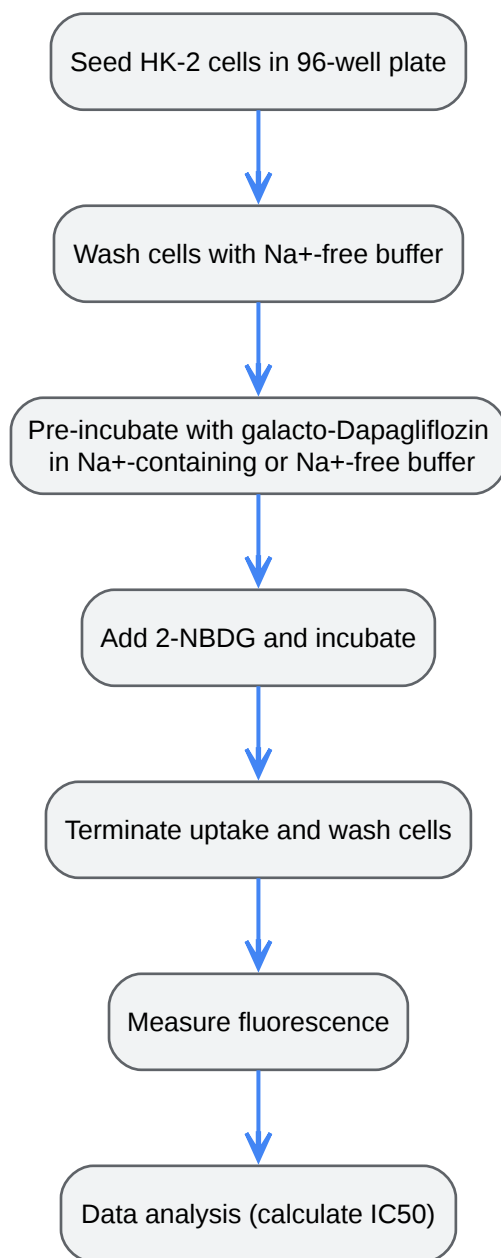 Seed HK-2 cells in 96-well plate
Wash cells with Na+-free buffer
Pre-incubate with galacto-Dapagliflozin
in Na+-containing or Na+-free buffer
Add 2-NBDG and incubate
Terminate uptake and wash cells
Measure fluorescence
Data analysis (calculate IC50)